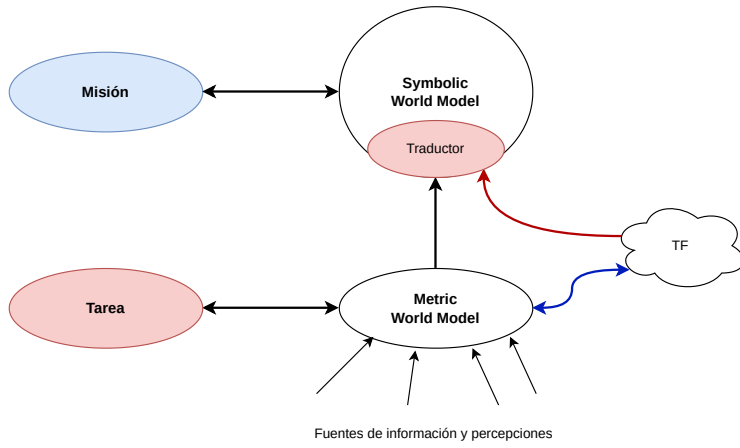 Misión
Symbolic
World Model
Traductor
TF
Tarea
Metric
World Model
Fuentes de información y percepciones